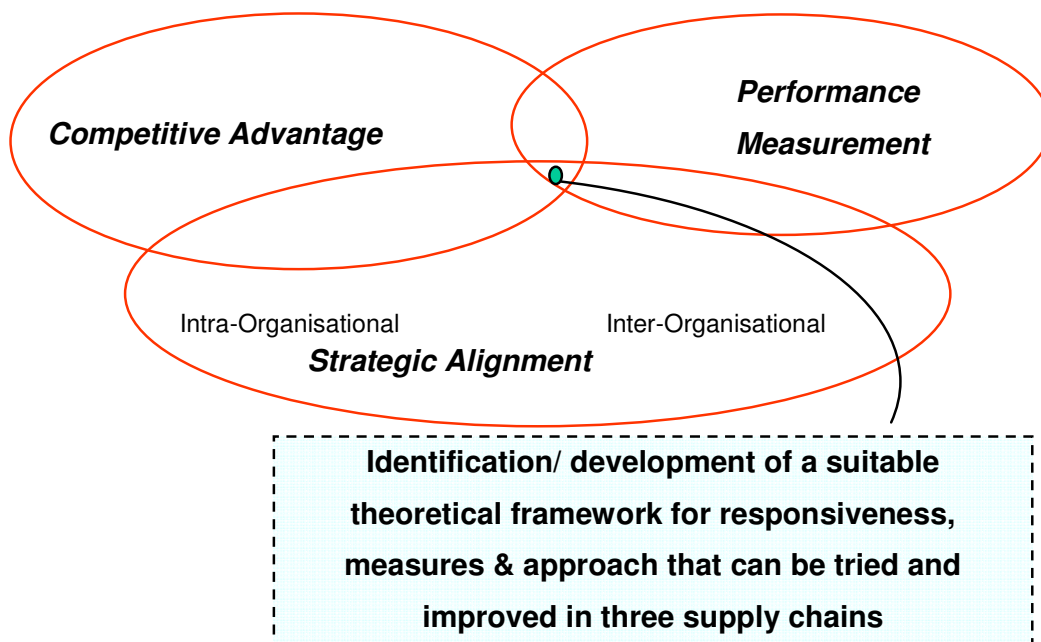 Competitive Advantage
Performance
Measurement
Intra-Organisational
Inter-Organisational
Strategic Alignment
Identification/ development of a suitable
theoretical framework for responsiveness,
measures & approach that can be tried and
improved in three supply chains